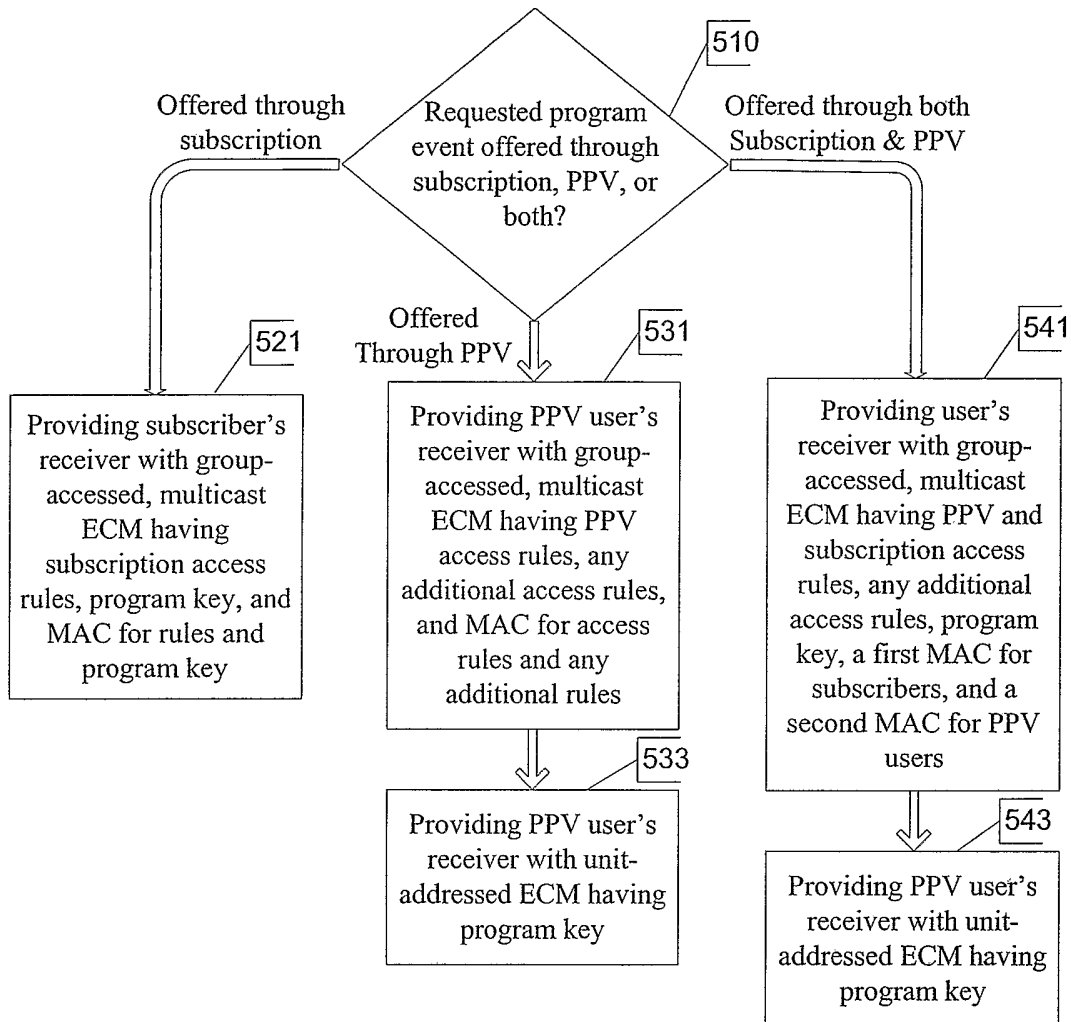 510
Requested program
event offered through
subscription, PPV, or
both?
Offered through
subscription
Offered through both
Subscription & PPV
Offered
Through PPV
521
Providing subscriber's
receiver with group-
accessed, multicast
ECM having
subscription access
rules, program key, and
MAC for rules and
program key
531
Providing PPV user's
receiver with group-
accessed, multicast
ECM having PPV
access rules, any
additional access rules,
and MAC for access
rules and any
additional rules
541
Providing user's
receiver with group-
accessed, multicast
ECM having PPV and
subscription access
rules, any additional
access rules, program
key, a first MAC for
subscribers, and a
second MAC for PPV
users
533
Providing PPV user's
receiver with unit-
addressed ECM having
program key
543
Providing PPV user's
receiver with unit-
addressed ECM having
program key